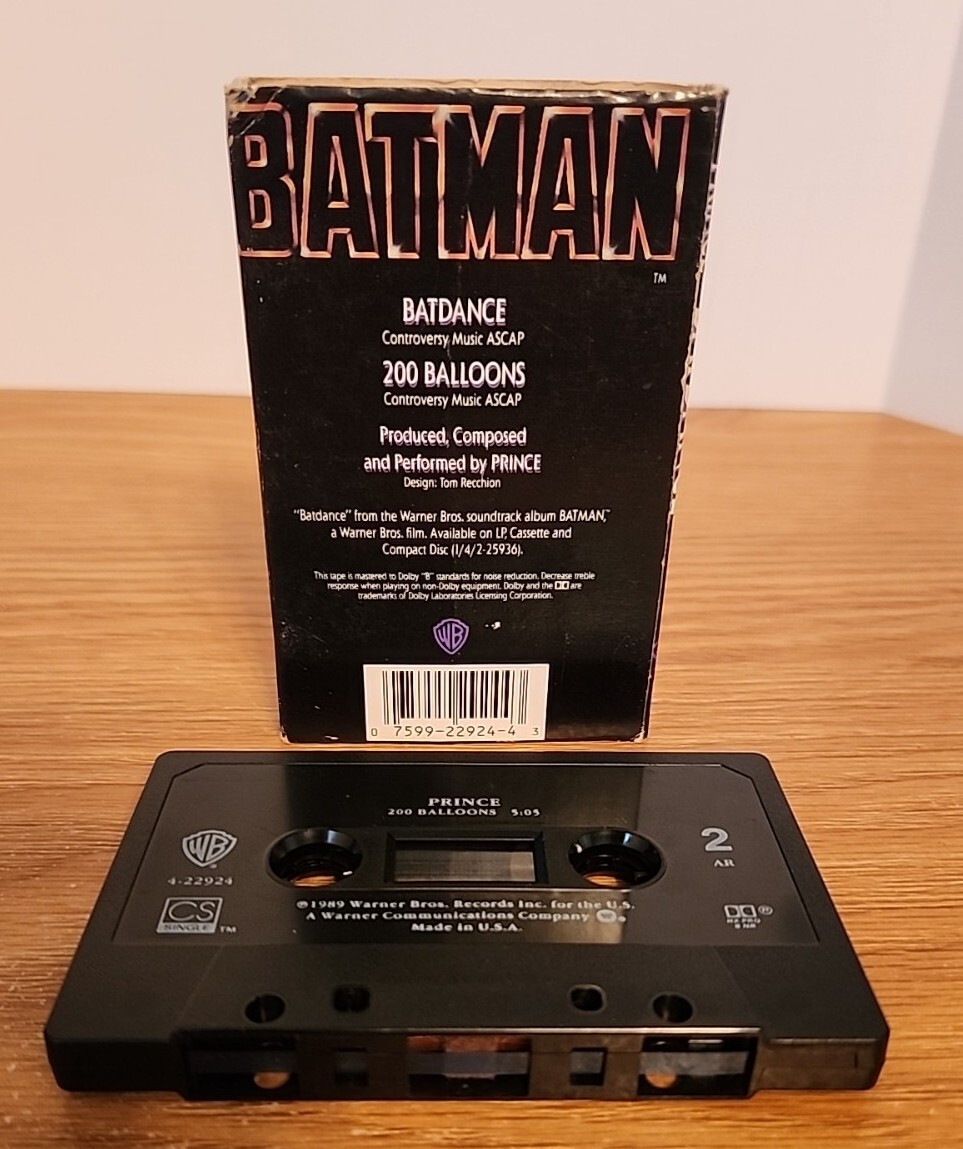 BATMAN
TM
BATDANCE
Controversy Music ASCAP
200 BALLOONS
Controversy Music ASCAP
Produced, Composed
and Performed by PRINCE
Design: Tom Recchion
"Batdance" from the Warner Bros. soundtrack album BATMAN,™
a Warner Bros. film. Available on LP, Cassette and
Compact Disc (1/4/2-25936).
This tape is mastered to Dolby "B" standards for noise reduction. Decrease treble
response when playing on non-Dolby equipment. Dolby and the are
trademarks of Dolby Laboratories Licensing Corporation.
WB
0 7599-22924-4 3
PRINCE
200 BALLOONS 5:05
WB
4-22924
CS
SINGLE TM
2
AR
℗1989 Warner Bros. Records Inc. for the U.S.
A Warner Communications Company
Made in U.S.A.
HX PRO
B NR